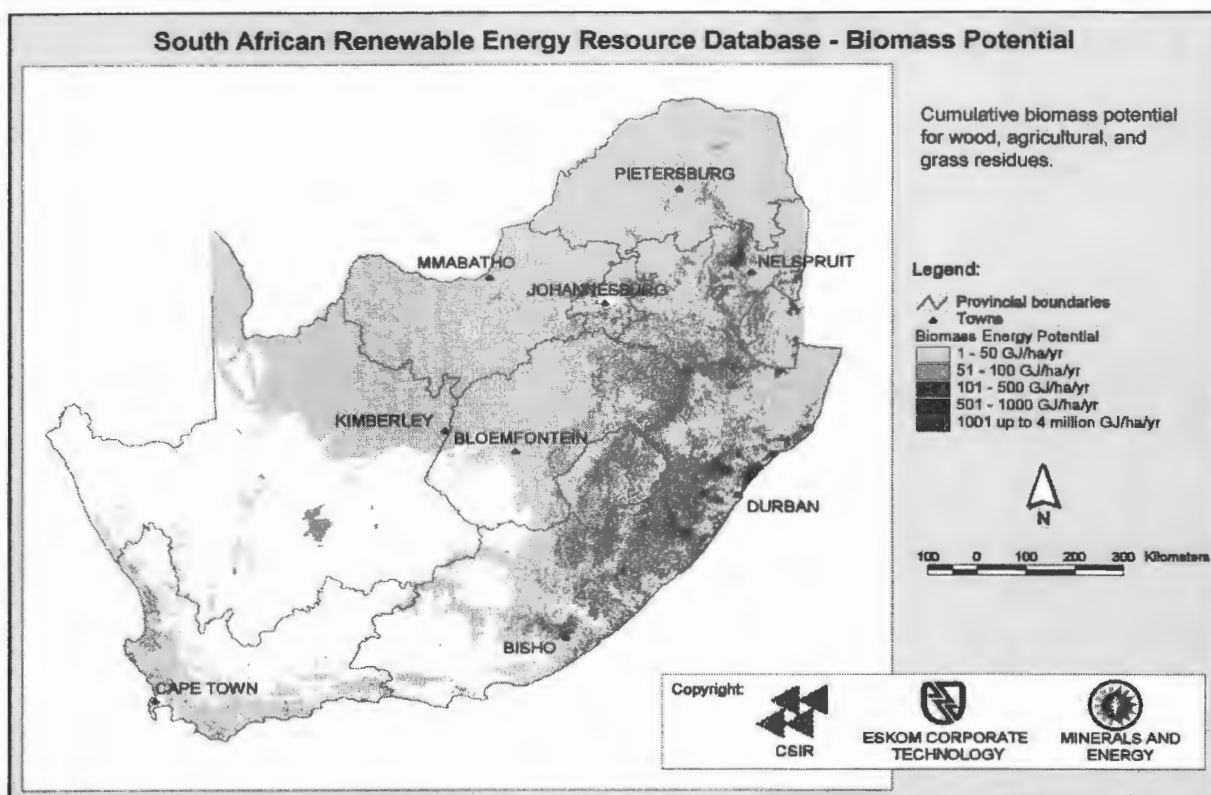 South African Renewable Energy Resource Database - Biomass Potential
Cumulative biomass potential
for wood, agricultural, and
grass residues.
PIETERSBURG
MMABATHO
NELSPRUIT
JOHANNESBURG
KIMBERLEY
BLOEMFONTEIN
DURBAN
BISHO
CAPE TOWN
Legend:
Provincial boundaries
Towns
Biomass Energy Potential
1 - 50 GJ/ha/yr
51 - 100 GJ/ha/yr
101 - 500 GJ/ha/yr
501 - 1000 GJ/ha/yr
1001 up to 4 million GJ/ha/yr
N
100 0 100 200 300 Kilometers
Copyright:
CSIR
ESKOM CORPORATE
TECHNOLOGY
MINERALS AND
ENERGY